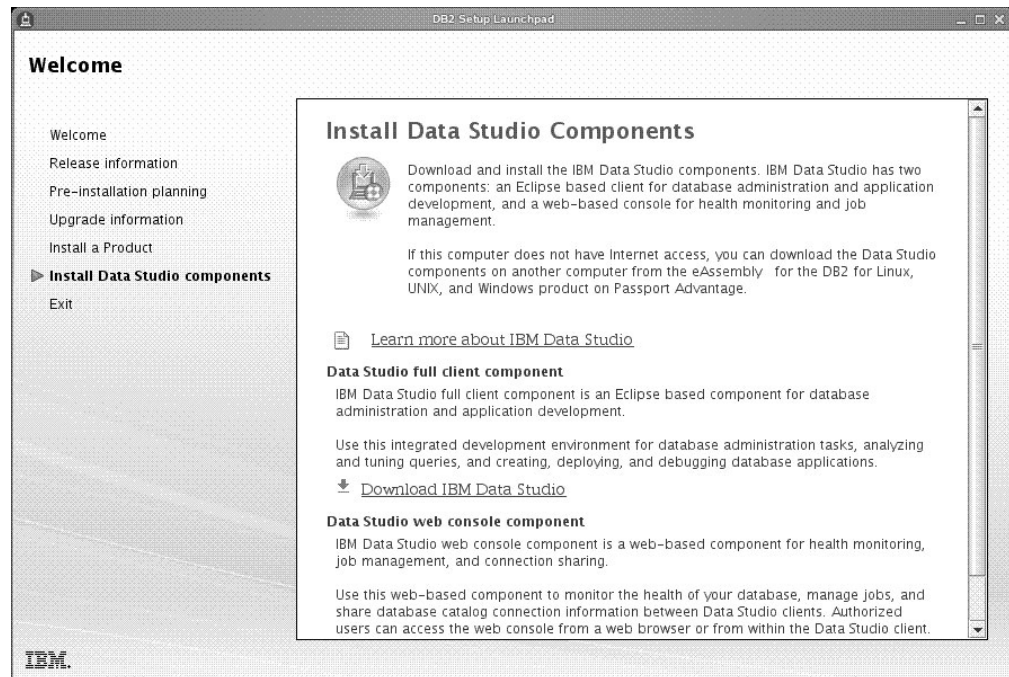 DB2 Setup Launchpad
Welcome
Welcome
Release information
Pre-installation planning
Upgrade information
Install a Product
Install Data Studio components
Exit
Install Data Studio Components
Download and install the IBM Data Studio components. IBM Data Studio has two
components: an Eclipse based client for database administration and application
development, and a web-based console for health monitoring and job
management.
If this computer does not have Internet access, you can download the Data Studio
components on another computer from the eAssembly for the DB2 for Linux,
UNIX, and Windows product on Passport Advantage.
Learn more about IBM Data Studio
Data Studio full client component
IBM Data Studio full client component is an Eclipse based component for database
administration and application development.
Use this integrated development environment for database administration tasks, analyzing
and tuning queries, and creating, deploying, and debugging database applications.
Download IBM Data Studio
Data Studio web console component
IBM Data Studio web console component is a web-based component for health monitoring,
job management, and connection sharing.
Use this web-based component to monitor the health of your database, manage jobs, and
share database catalog connection information between Data Studio clients. Authorized
users can access the web console from a web browser or from within the Data Studio client.
IBM.